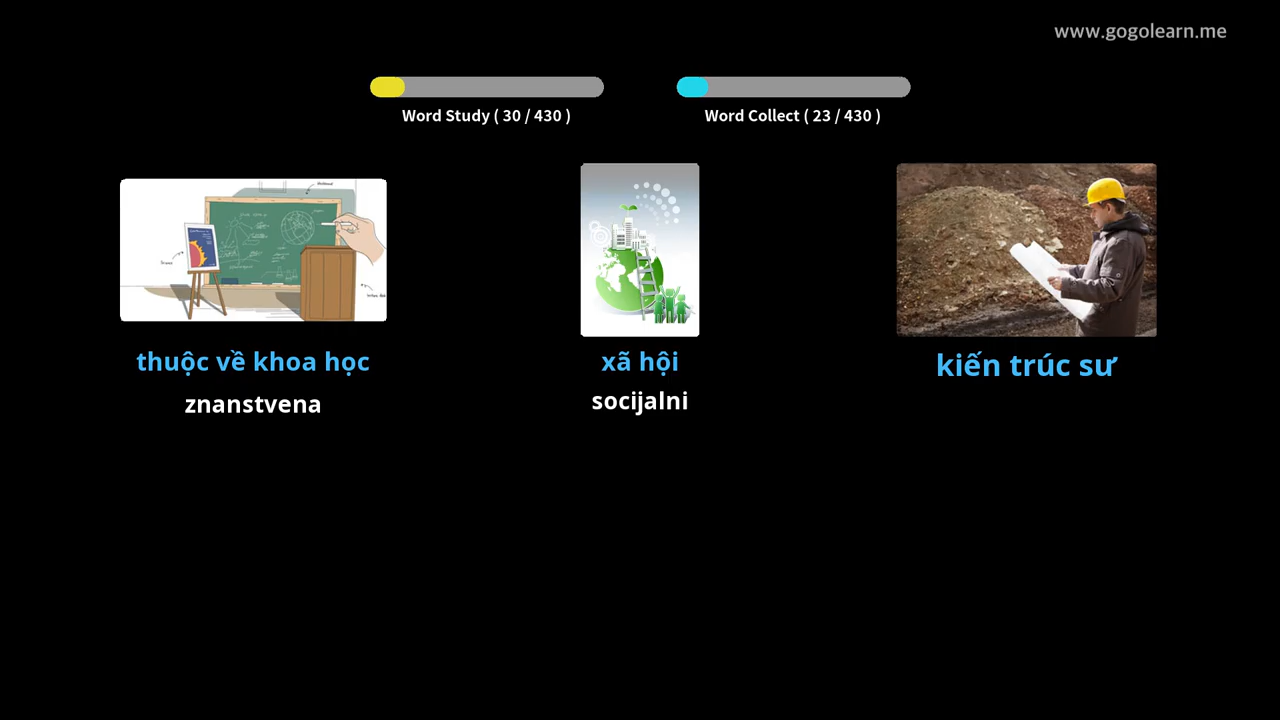 www.gogolearn.me
Word Study ( 30 / 430 )
Word Collect ( 23 / 430 )
thuộc về khoa học
xã hội
kiến trúc sư
znanstvena
socijalni